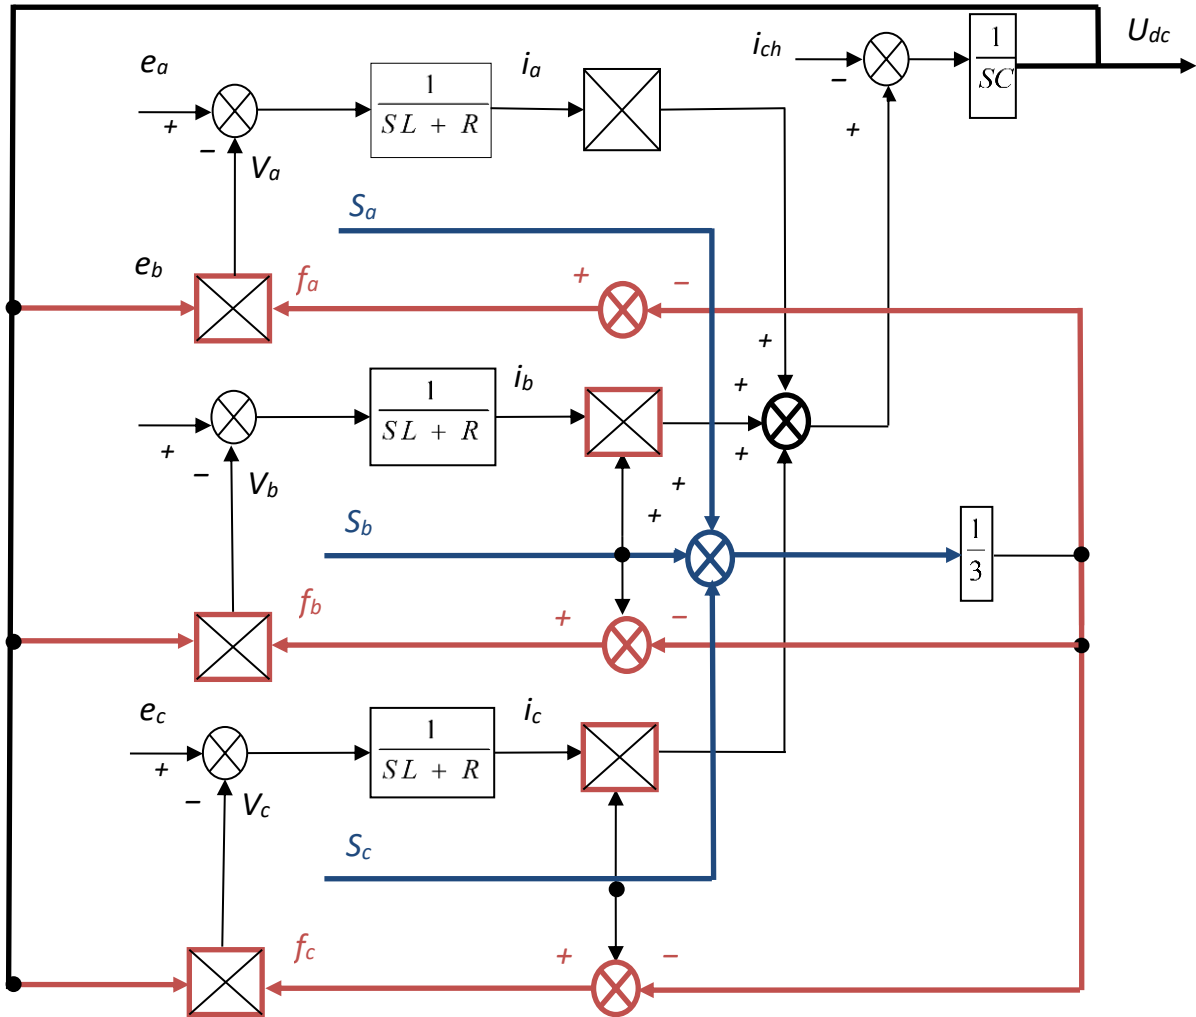 U_dc
i_ch
1
SC
−
+
e_a
i_a
1
SL + R
+
−
V_a
S_a
e_b
f_a
+
−
+
i_b
+
1
SL + R
+
−
V_b
+
+
S_b
1
3
f_b
+
−
e_c
i_c
1
SL + R
+
−
V_c
S_c
f_c
+
−